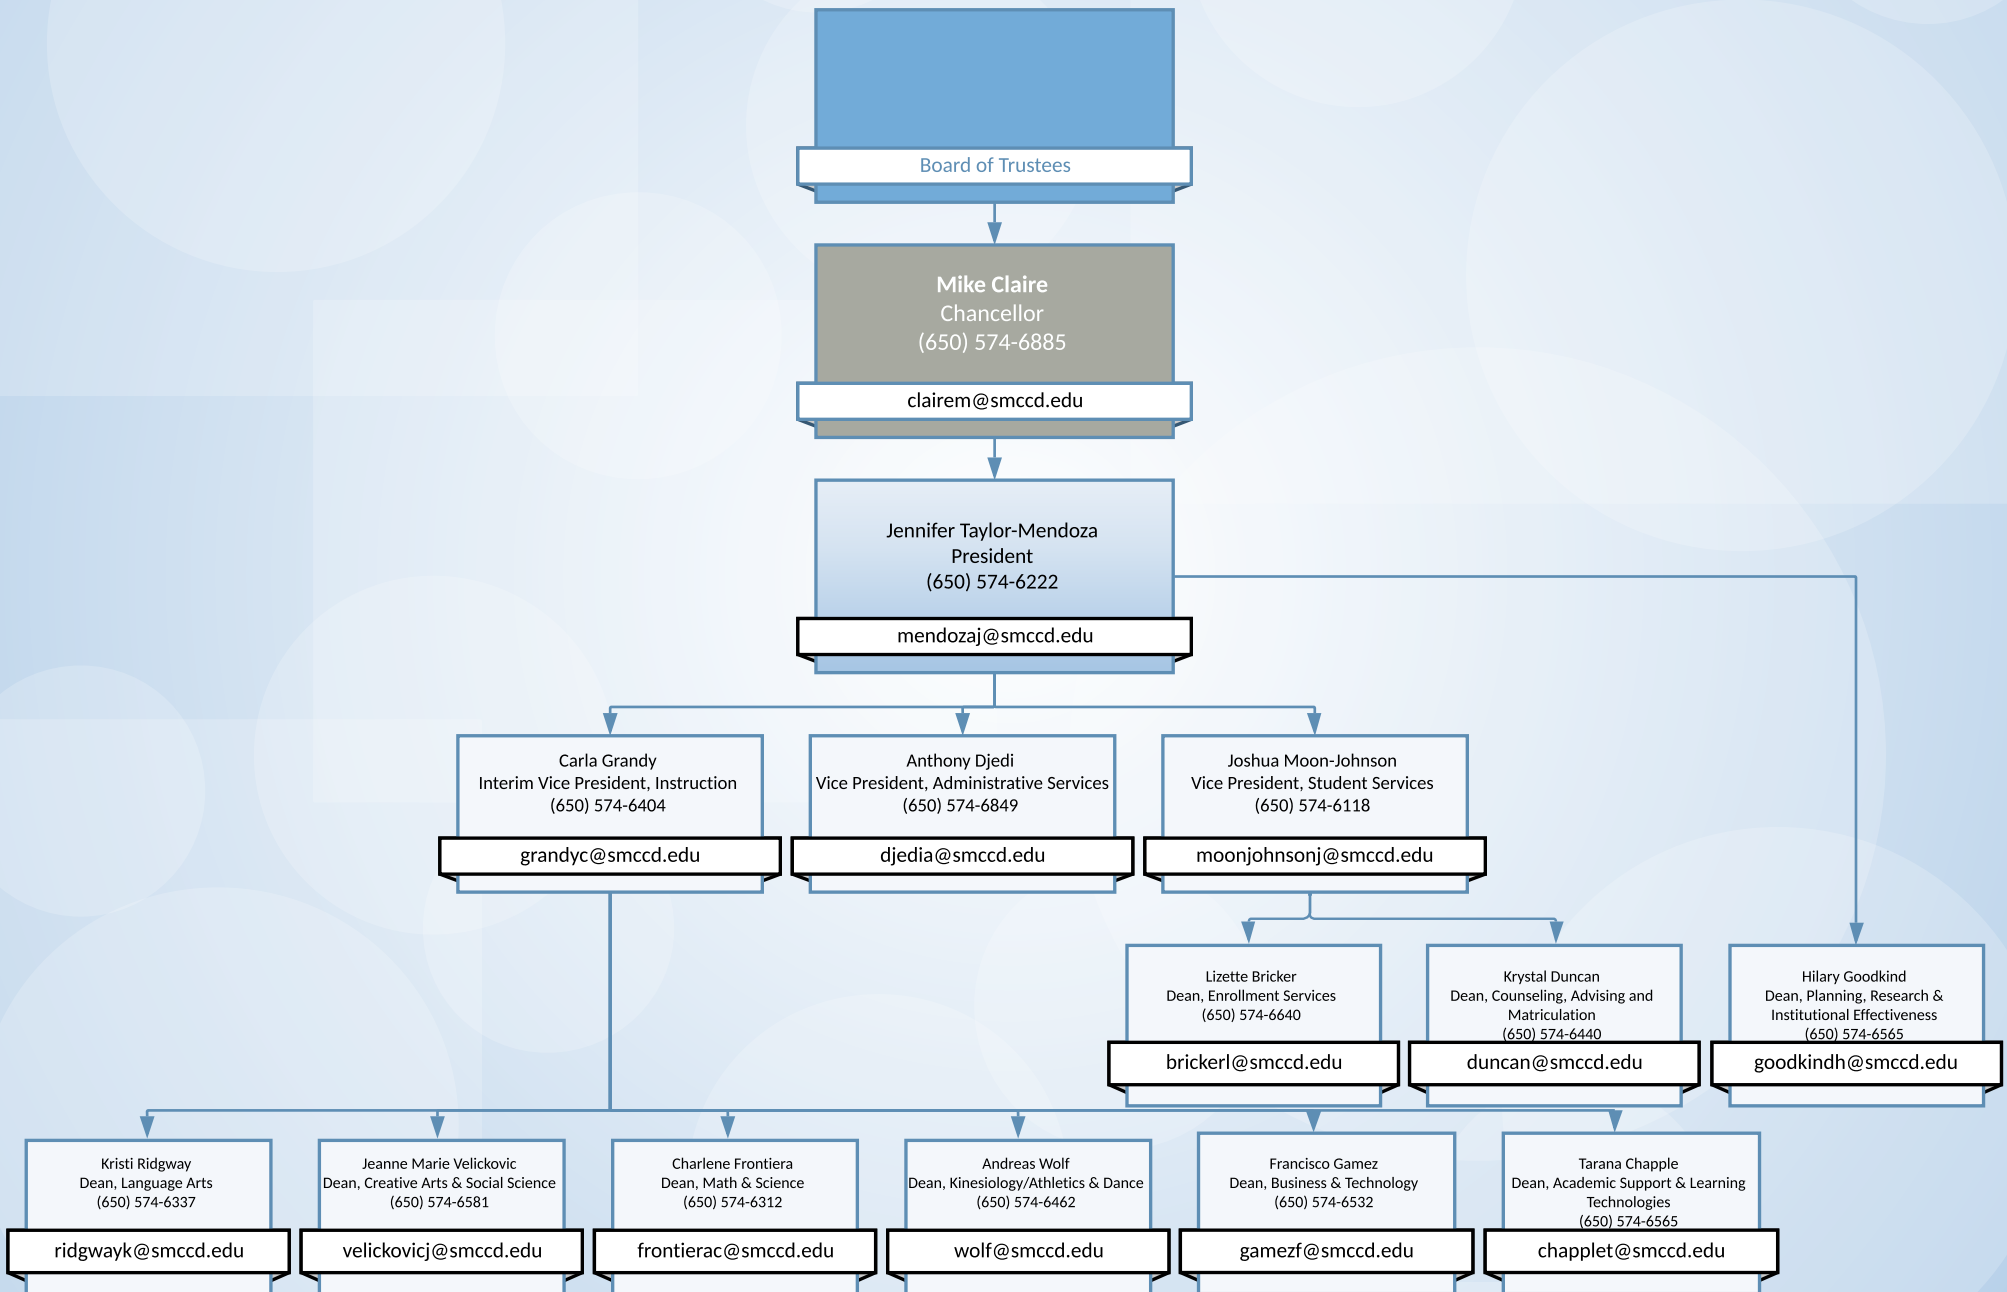 Board of Trustees
Mike Claire
Chancellor
(650) 574-6885
clairem@smccd.edu
Jennifer Taylor-Mendoza
President
(650) 574-6222
mendozaj@smccd.edu
Carla Grandy
Interim Vice President, Instruction
(650) 574-6404
grandyc@smccd.edu
Anthony Djedi
Vice President, Administrative Services
(650) 574-6849
djedia@smccd.edu
Joshua Moon-Johnson
Vice President, Student Services
(650) 574-6118
moonjohnsonj@smccd.edu
Lizette Bricker
Dean, Enrollment Services
(650) 574-6640
brickerl@smccd.edu
Krystal Duncan
Dean, Counseling, Advising and
Matriculation
(650) 574-6440
duncan@smccd.edu
Hilary Goodkind
Dean, Planning, Research &
Institutional Effectiveness
(650) 574-6565
goodkindh@smccd.edu
Kristi Ridgway
Dean, Language Arts
(650) 574-6337
ridgwayk@smccd.edu
Jeanne Marie Velickovic
Dean, Creative Arts & Social Science
(650) 574-6581
velickovicj@smccd.edu
Charlene Frontiera
Dean, Math & Science
(650) 574-6312
frontierac@smccd.edu
Andreas Wolf
Dean, Kinesiology/Athletics & Dance
(650) 574-6462
wolf@smccd.edu
Francisco Gamez
Dean, Business & Technology
(650) 574-6532
gamezf@smccd.edu
Tarana Chapple
Dean, Academic Support & Learning
Technologies
(650) 574-6565
chapplet@smccd.edu